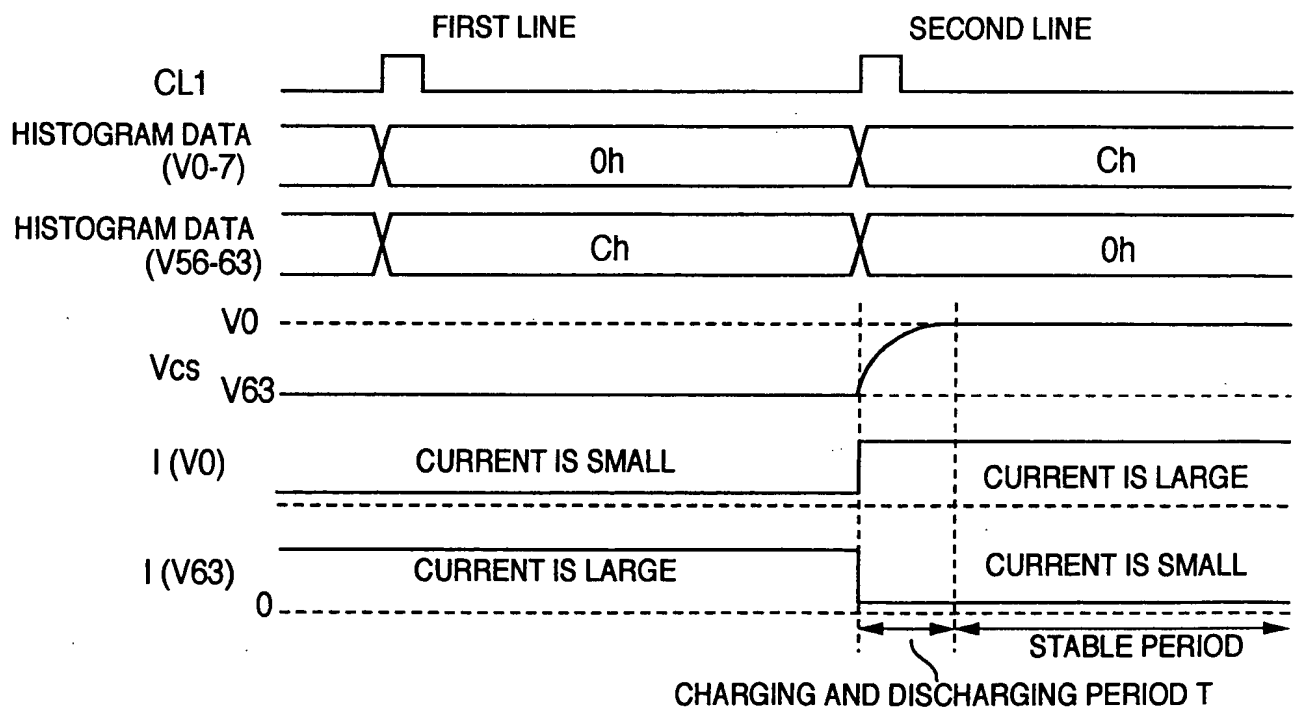 FIRST LINE
SECOND LINE
CL1
HISTOGRAM DATA
(V0-7)
0h
Ch
HISTOGRAM DATA
(V56-63)
Ch
0h
V0
Vcs
V63
I (V0)
CURRENT IS SMALL
CURRENT IS LARGE
I (V63)
CURRENT IS LARGE
CURRENT IS SMALL
0
STABLE PERIOD
CHARGING AND DISCHARGING PERIOD T